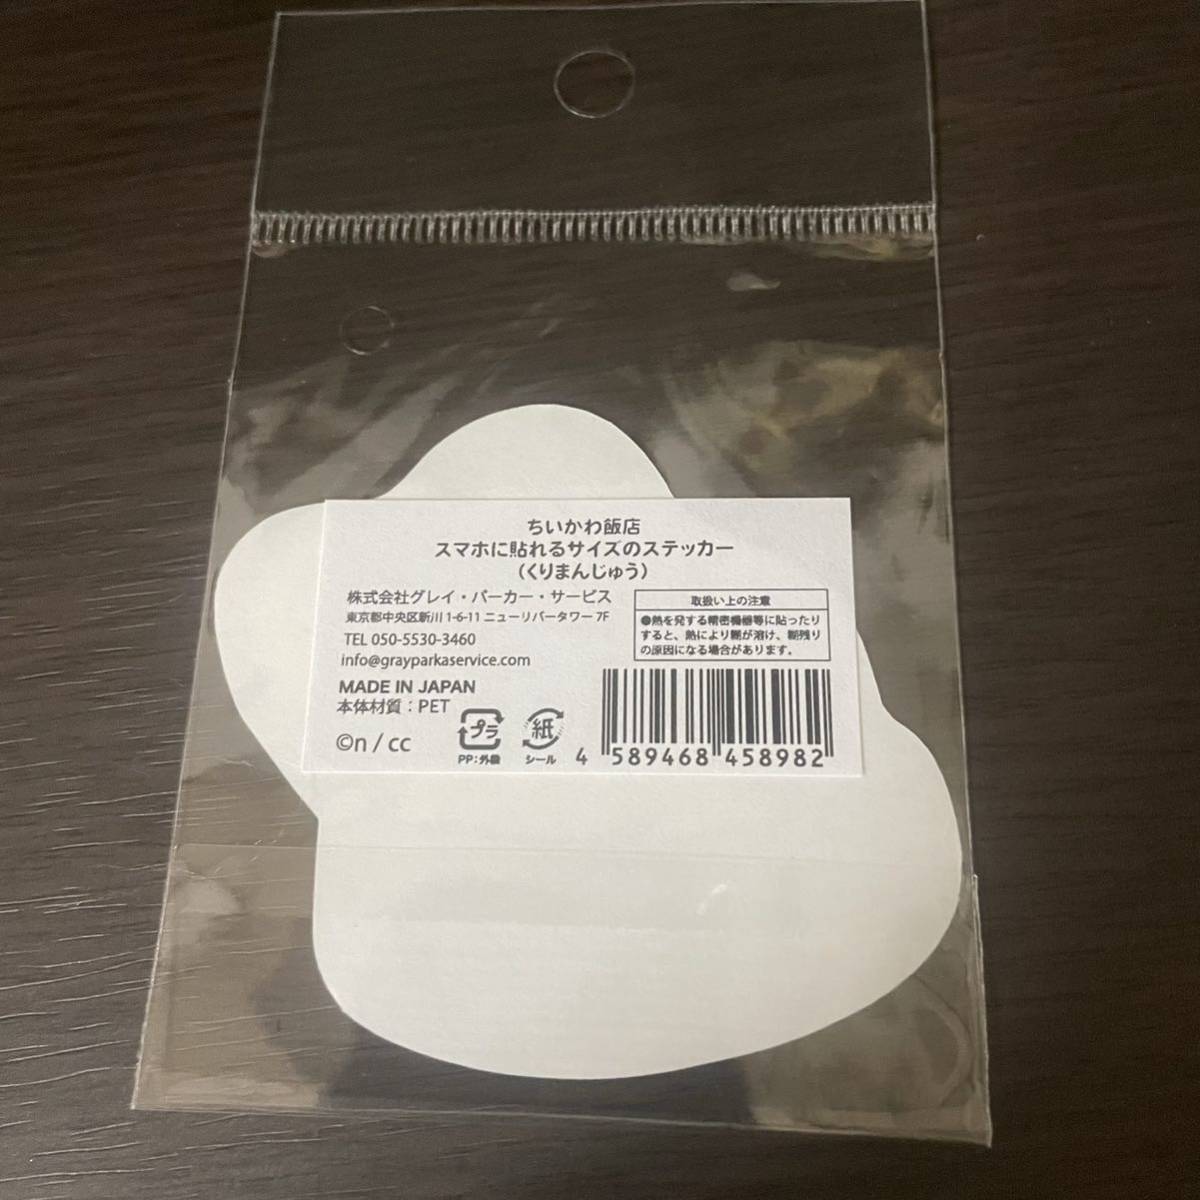 ちいかわ飯店
スマホに貼れるサイズのステッカー
(くりまんじゅう)
株式会社グレイ・パーカー・サービス
東京都中央区新川 1-6-11 ニューリバータワー 7F
TEL 050-5530-3460
info@grayparkaservice.com
取扱い上の注意
●熱を発する精密機器等に貼ったり
すると、熱により糊が溶け、糊残り
の原因になる場合があります。
MADE IN JAPAN
本体材質：PET
©n / cc
プラ
PP：外袋
紙
シール
4 589468 458982